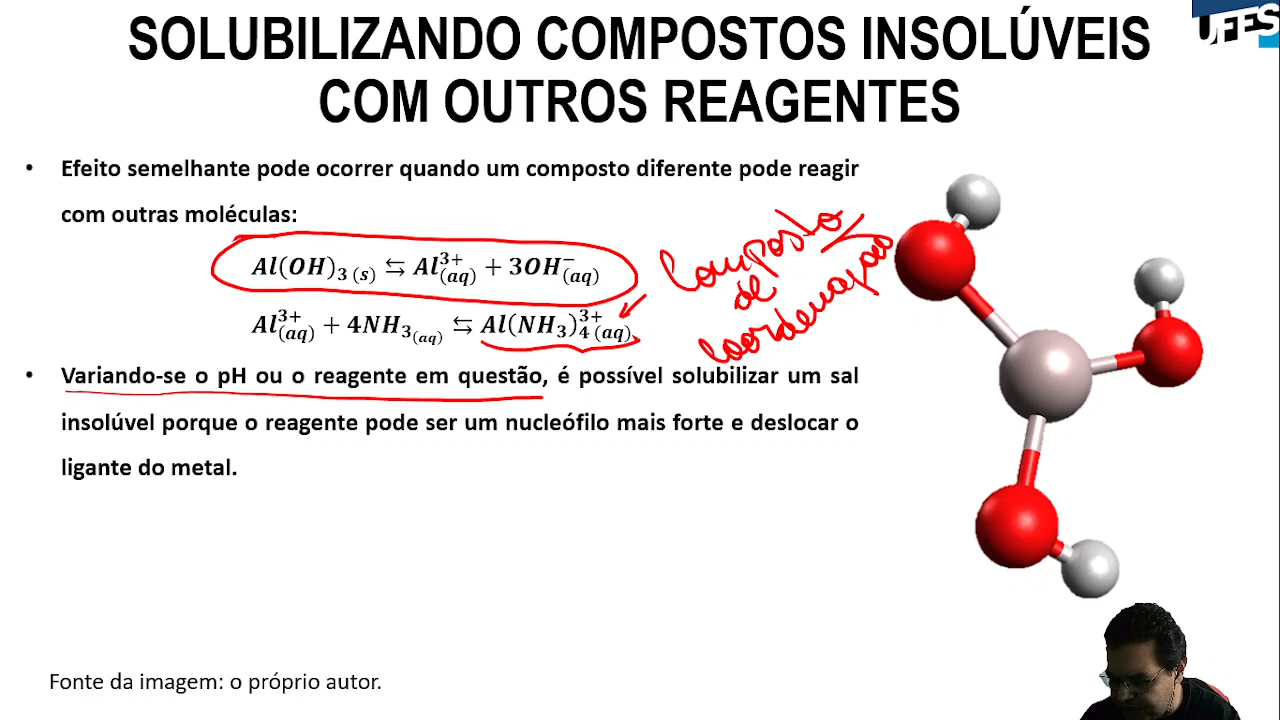 UFES
SOLUBILIZANDO COMPOSTOS INSOLÚVEIS
COM OUTROS REAGENTES
• Efeito semelhante pode ocorrer quando um composto diferente pode reagir
com outras moléculas:
Al(OH)₃ ₍s₎ ⇆ Al³⁺(aq) + 3OH⁻(aq)
Al³⁺(aq) + 4NH₃(aq) ⇆ Al(NH₃)₄³⁺(aq)
Composto
de
coordenação
• Variando-se o pH ou o reagente em questão, é possível solubilizar um sal
insolúvel porque o reagente pode ser um nucleófilo mais forte e deslocar o
ligante do metal.
Fonte da imagem: o próprio autor.